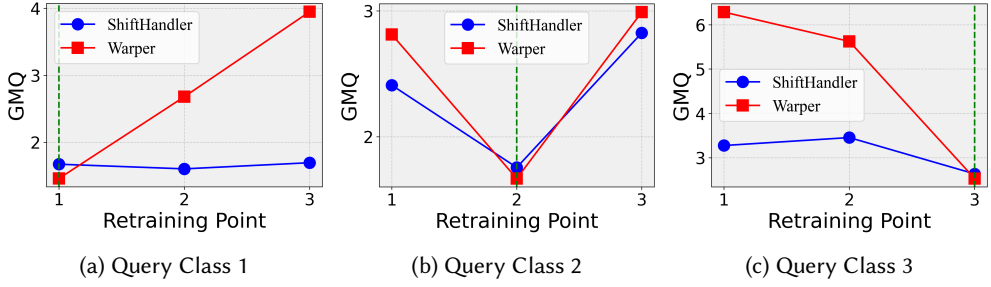 4
3
2
GMQ
ShiftHandler
Warper
1 2 3
Retraining Point
(a) Query Class 1
3
2
GMQ
ShiftHandler
Warper
1 2 3
Retraining Point
(b) Query Class 2
6
5
4
3
GMQ
ShiftHandler
Warper
1 2 3
Retraining Point
(c) Query Class 3